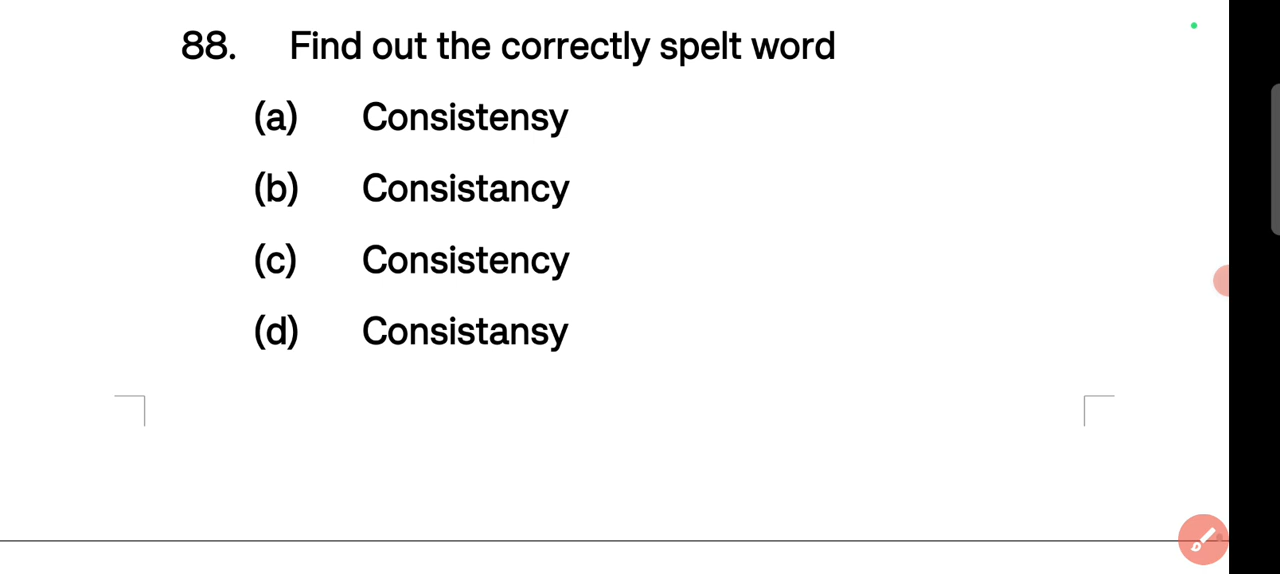 88. Find out the correctly spelt word
(a) Consistensy
(b) Consistancy
(c) Consistency
(d) Consistansy